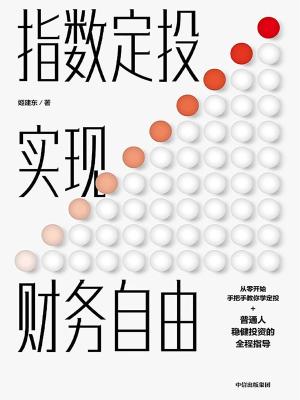 指数定投
姬建东／著
实现
财务自由
从零开始
手把手教你学定投
+
普通人
稳健投资的
全程指导
中信出版集团